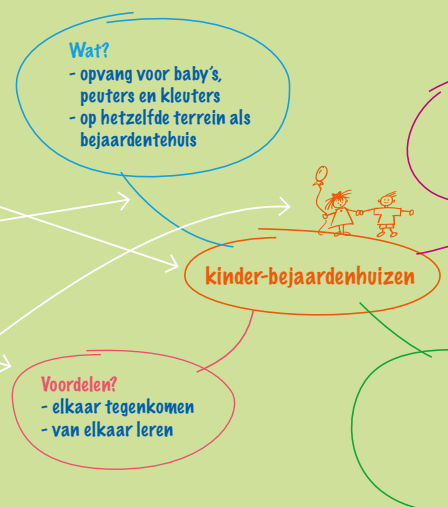 Wat?
- opvang voor baby's,
peuters en kleuters
- op hetzelfde terrein als
bejaardentehuis
kinder-bejaardenhuizen
Voordelen?
- elkaar tegenkomen
- van elkaar leren